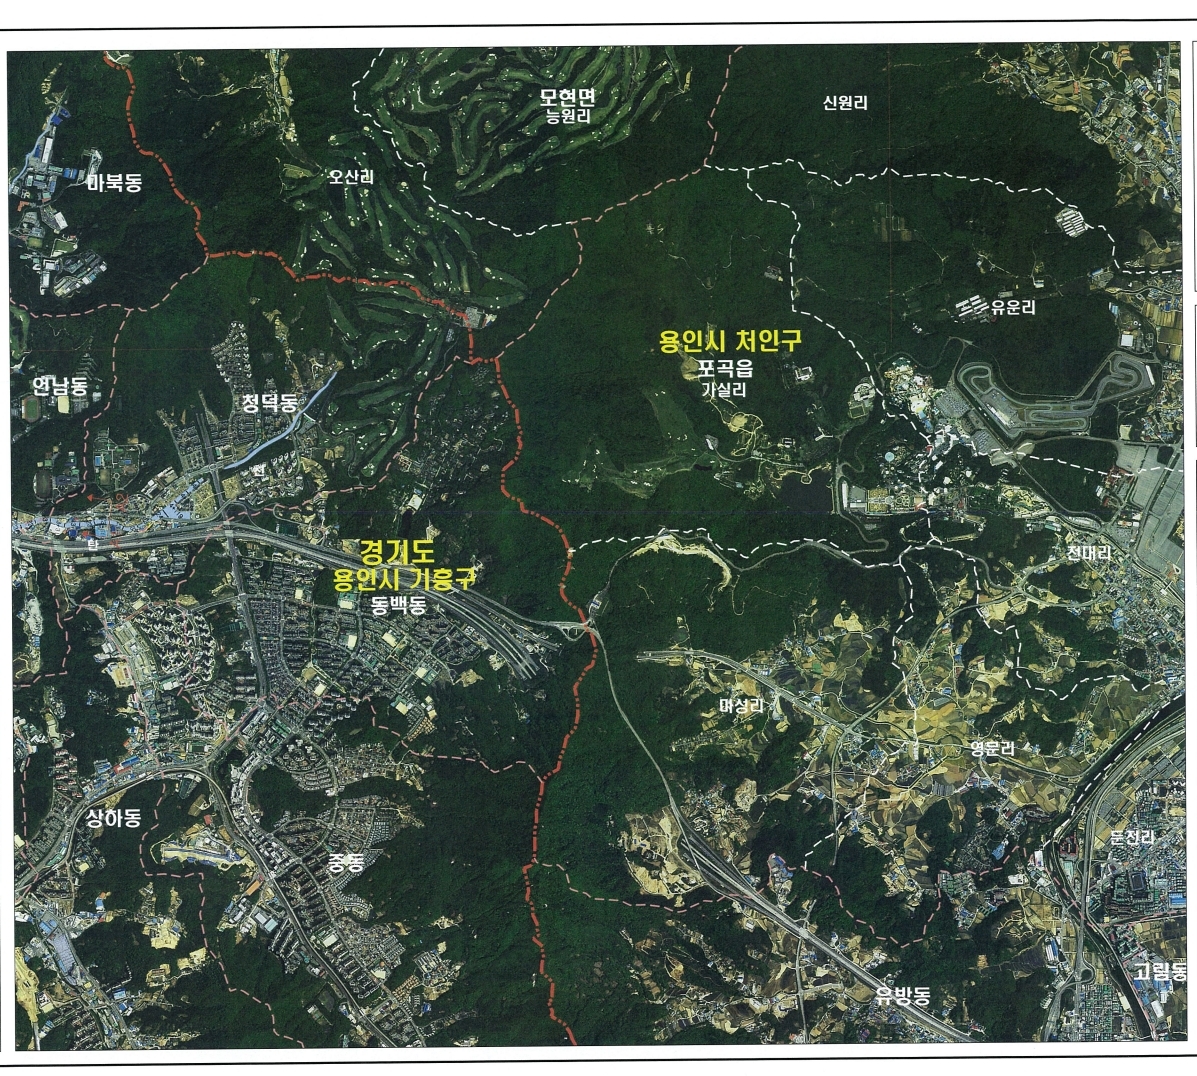 모현면
능원리
신원리
오산리
마북동
유운리
용인시 처인구
포곡읍
가실리
언남동
청덕동
경기도
용인시 기흥구
동백동
전대리
마성리
영문리
상하동
둔전리
중동
고림동
유방동